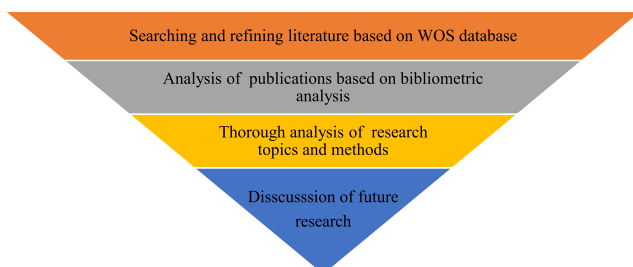 Searching and refining literature based on WOS database
Analysis of publications based on bibliometric
analysis
Thorough analysis of research
topics and methods
Disscusssion of future
research